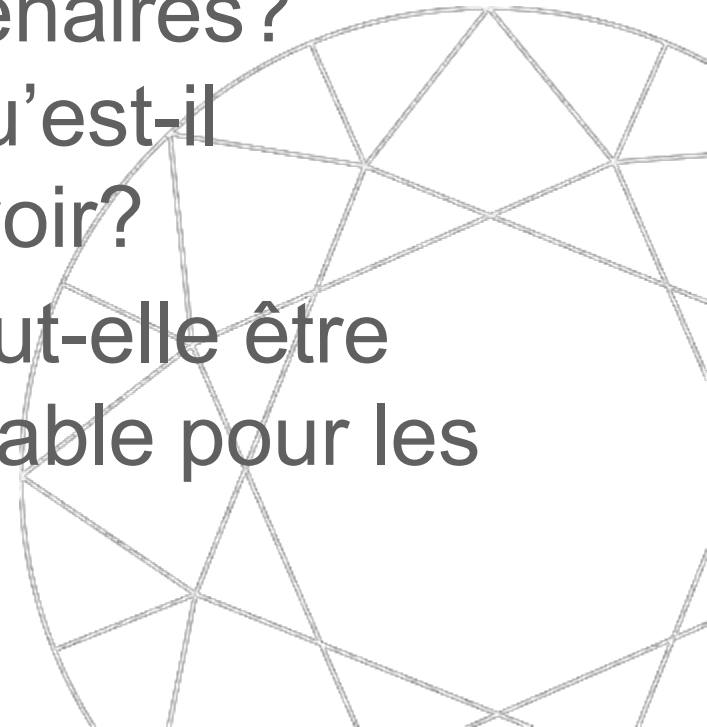 enaires?
u’est-il
oir?
ut-elle être
able pour les